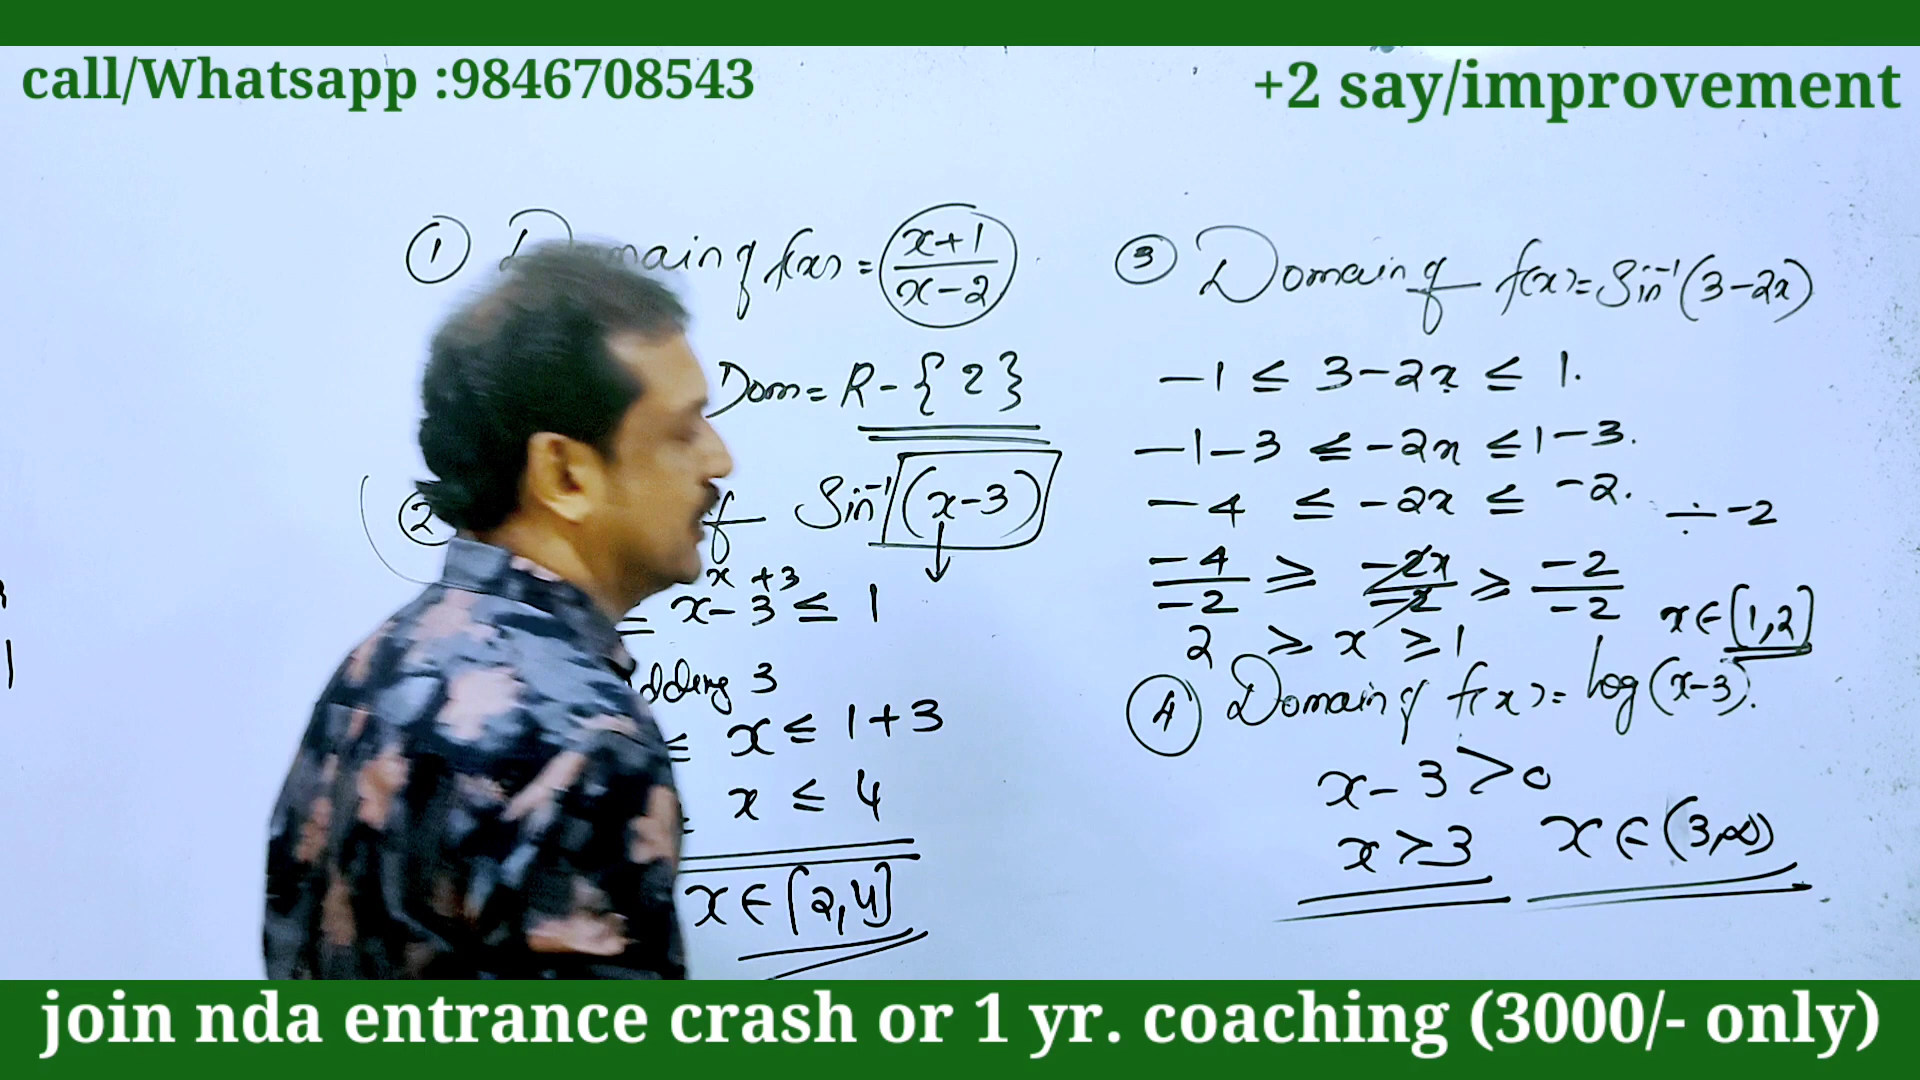 call/Whatsapp :9846708543
+2 say/improvement
① Domain of f(x) = x+1 / x-2
Dom = R - { 2 }
② of Sin⁻¹ (x-3)
x +3
x - 3 ≤ 1
dding 3
≤ x ≤ 1+3
x ≤ 4
x ∈ [2,4]
③ Domain of f(x) = Sin⁻¹ (3-2x)
-1 ≤ 3-2x ≤ 1.
-1-3 ≤ -2x ≤ 1-3.
-4 ≤ -2x ≤ -2. ÷ -2
-4/-2 ≥ -2x/-2 ≥ -2/-2
2 ≥ x ≥ 1 x ∈ [1,2]
④ Domain of f(x) = log (x-3).
x - 3 > 0
x > 3 x ∈ (3,∞)
join nda entrance crash or 1 yr. coaching (3000/- only)